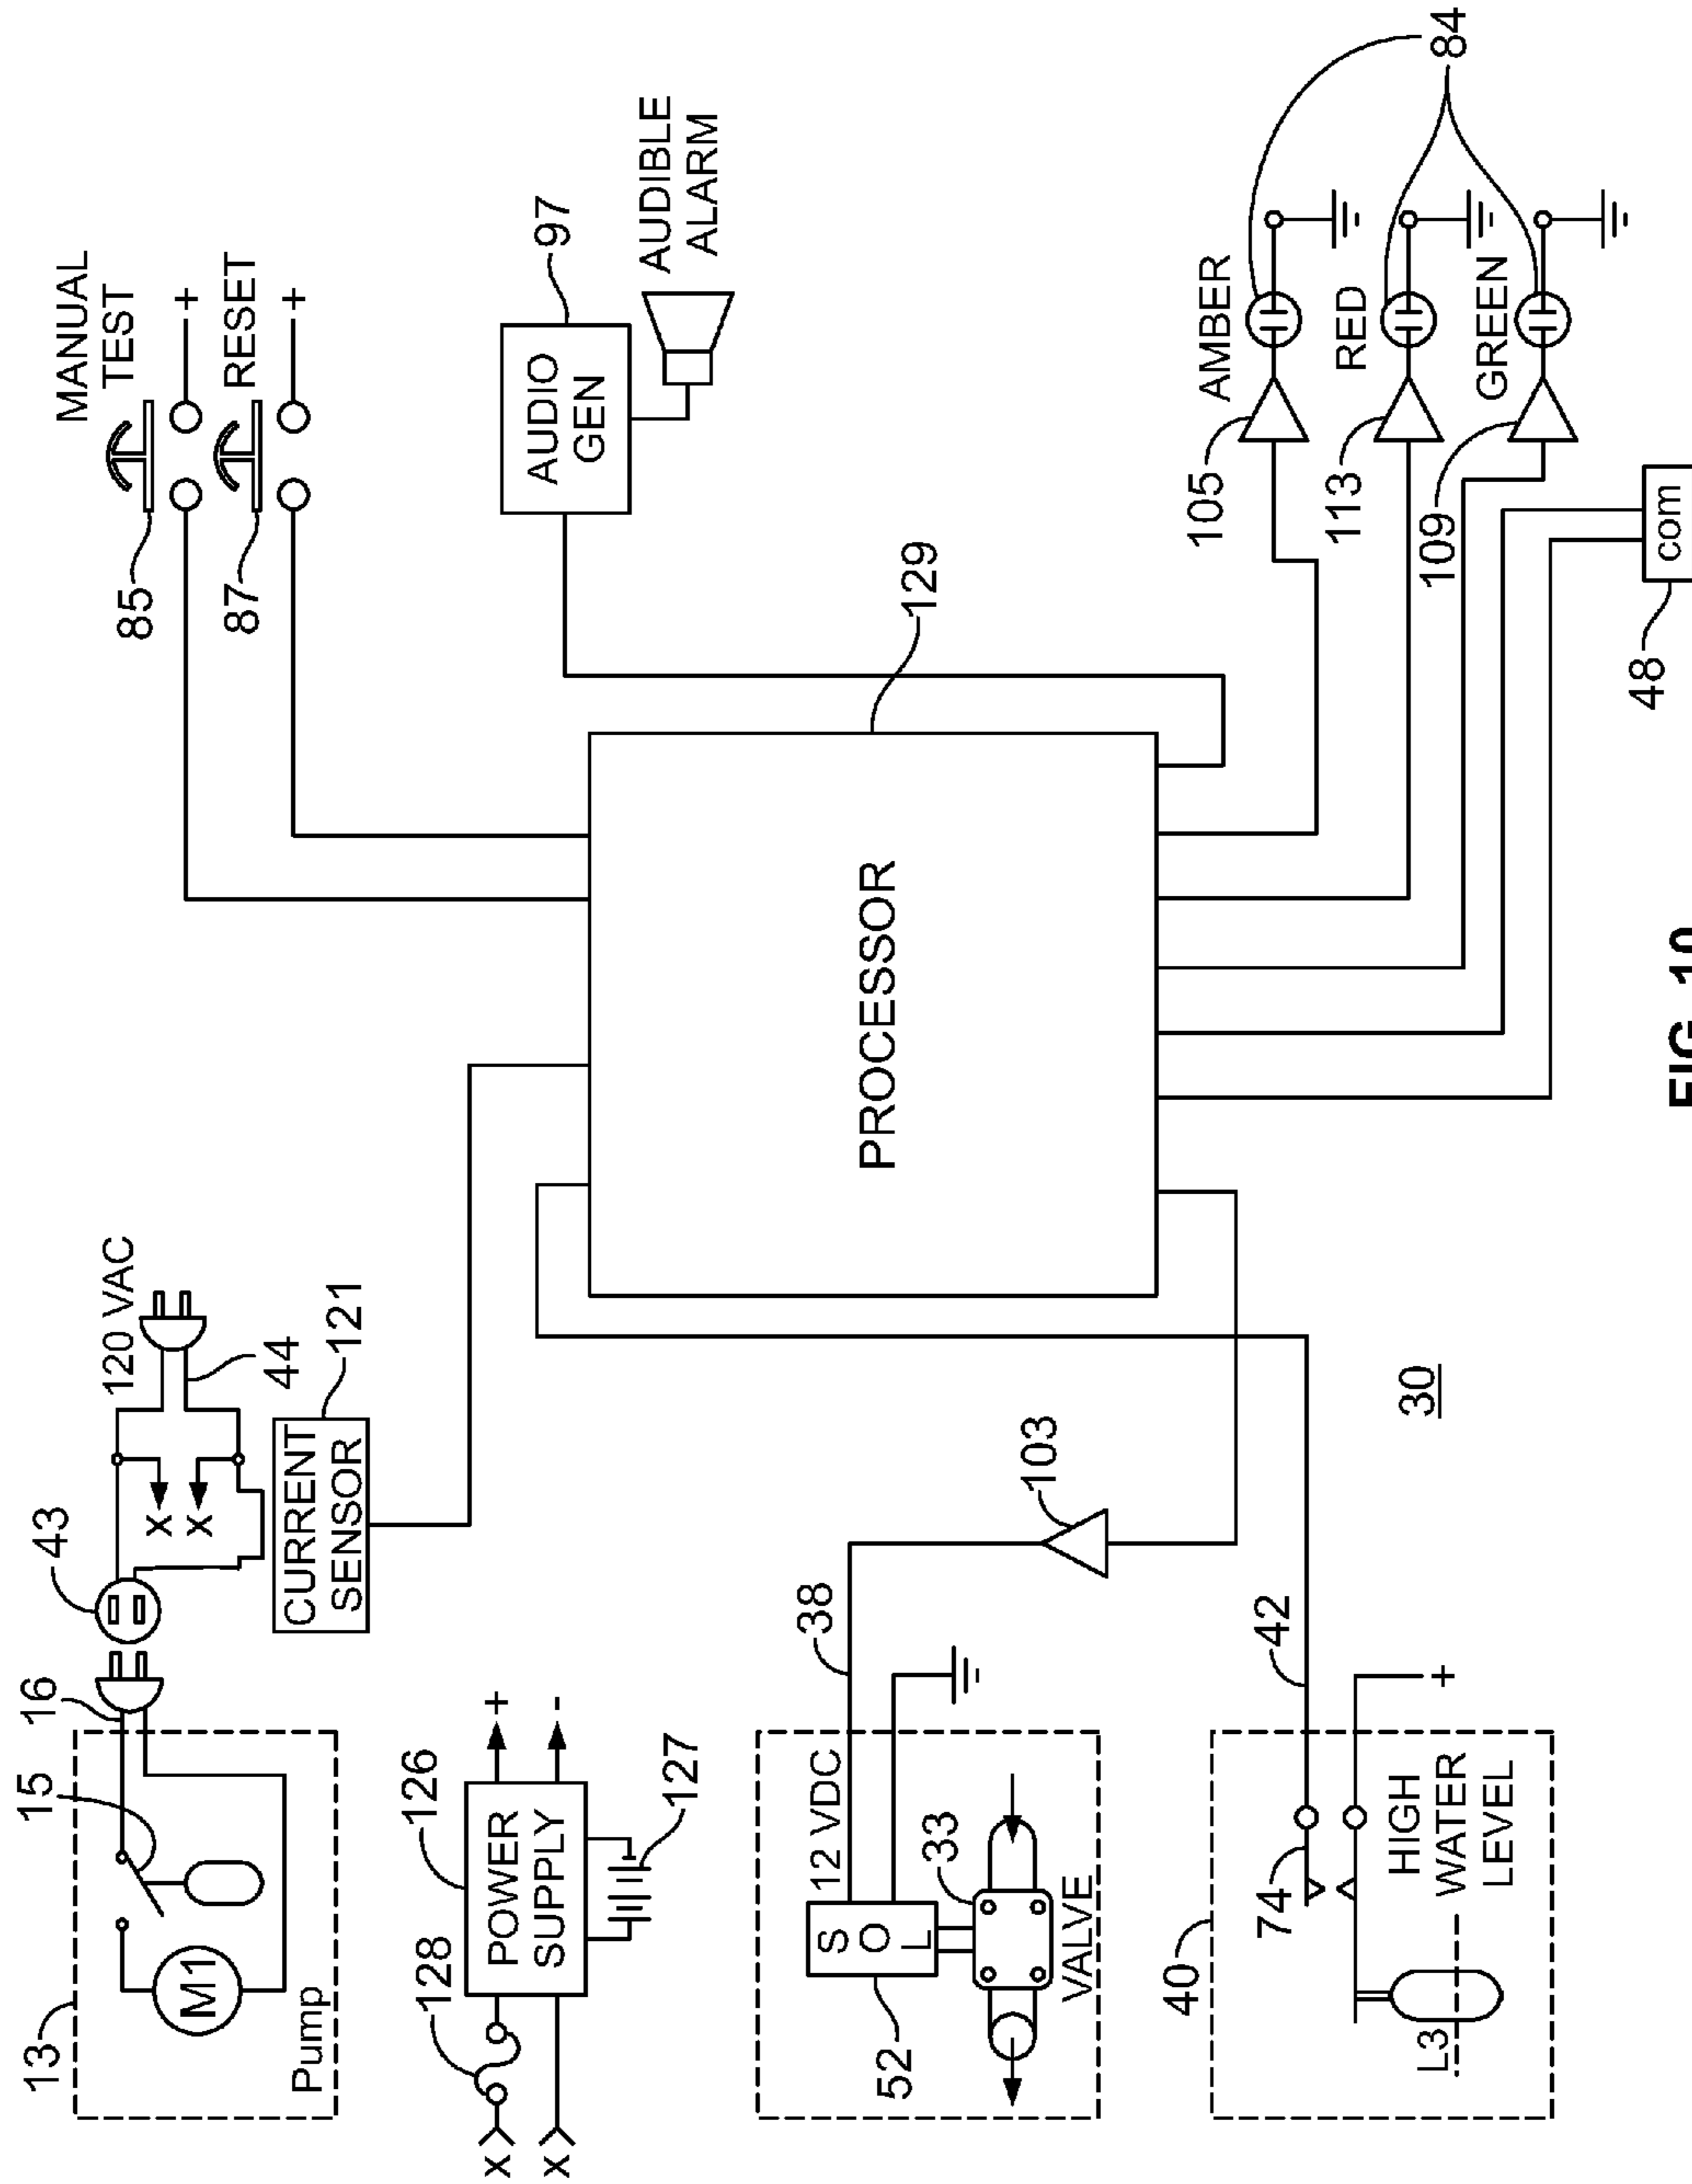 13
15
16
43
120 VAC
44
M1
Pump
X
X
CURRENT
SENSOR
121
MANUAL
TEST
+
85
RESET
+
87
128
126
X
X
POWER
SUPPLY
+
-
127
97
AUDIO
GEN
AUDIBLE
ALARM
38
12 VDC
S
O
L
52
33
VALVE
103
PROCESSOR
129
105
AMBER
113
RED
109
GREEN
84
40
74
42
+
HIGH
WATER
LEVEL
L3
30
48
com
FIG